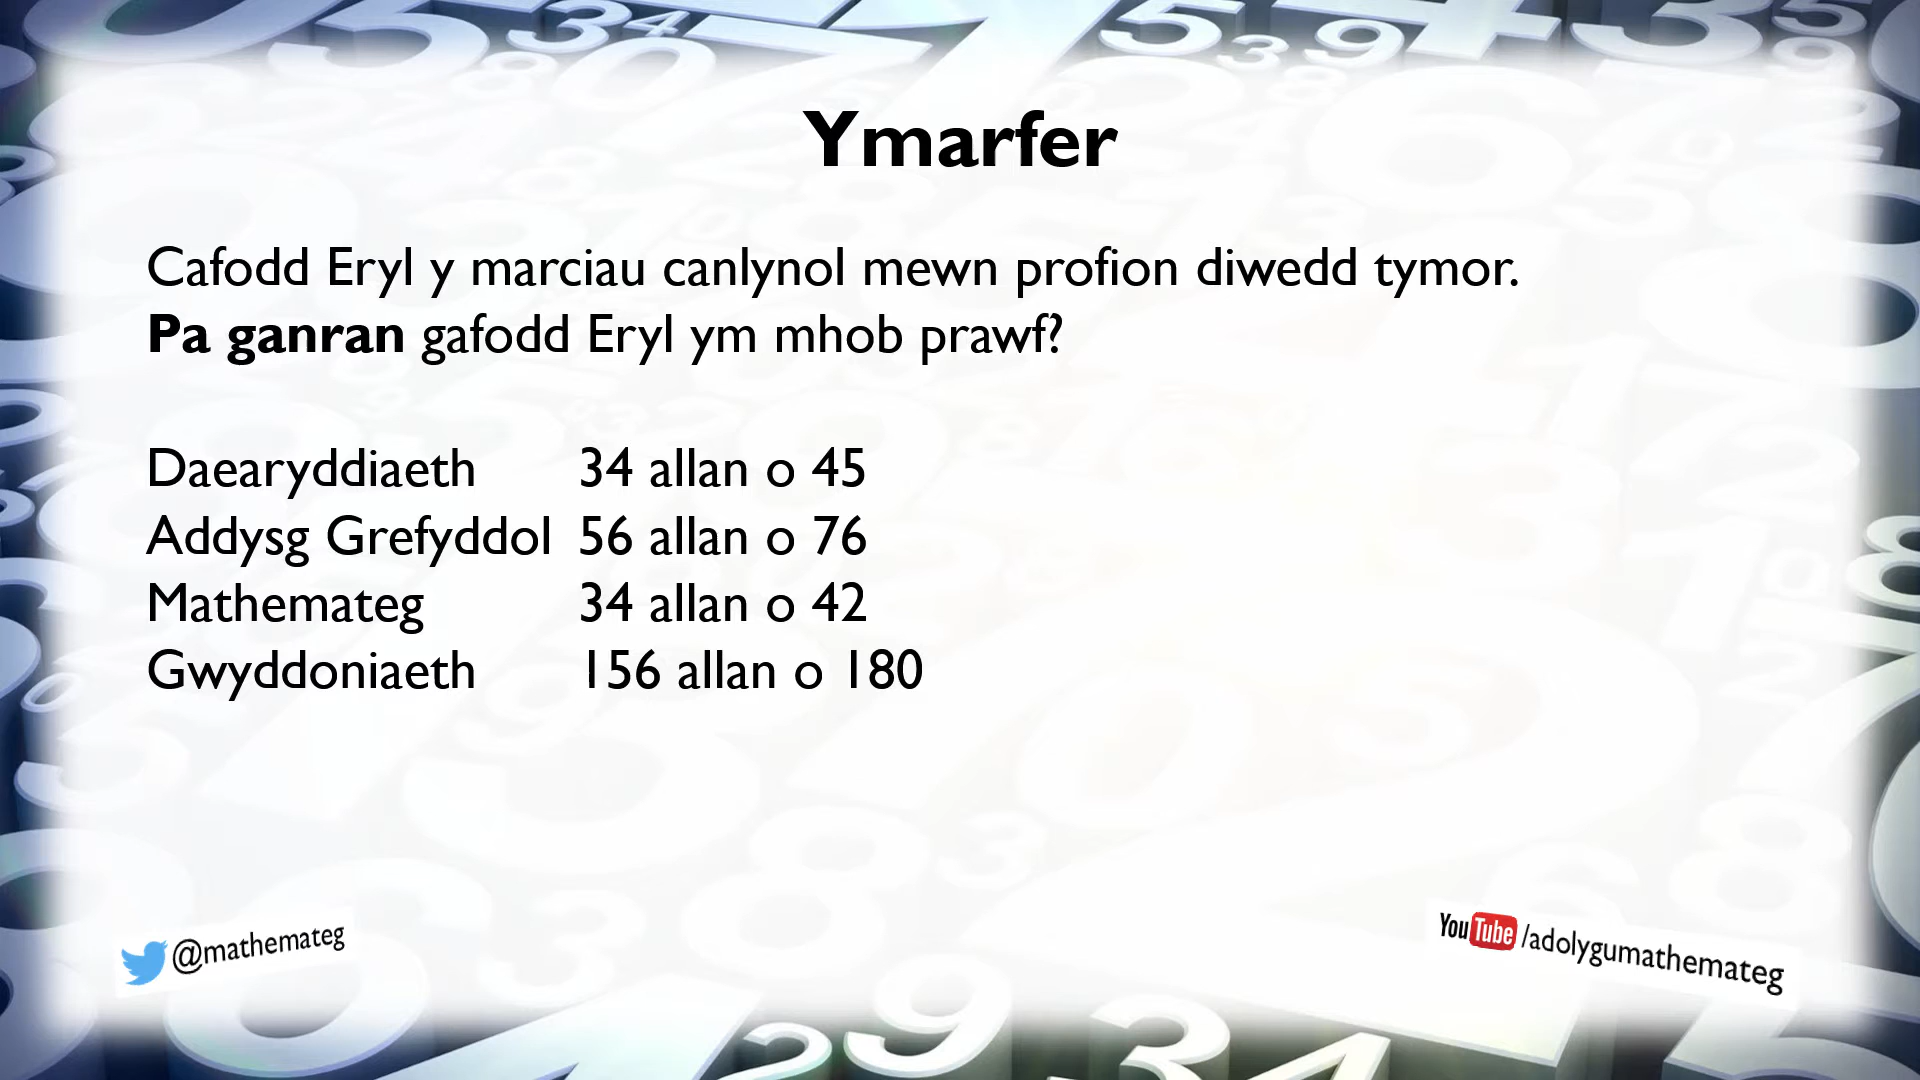 Ymarfer
Cafodd Eryl y marciau canlynol mewn profion diwedd tymor.
Pa ganran gafodd Eryl ym mhob prawf?
Daearyddiaeth 34 allan o 45
Addysg Grefyddol 56 allan o 76
Mathemateg 34 allan o 42
Gwyddoniaeth 156 allan o 180
@mathemateg
YouTube /adolygumathemateg